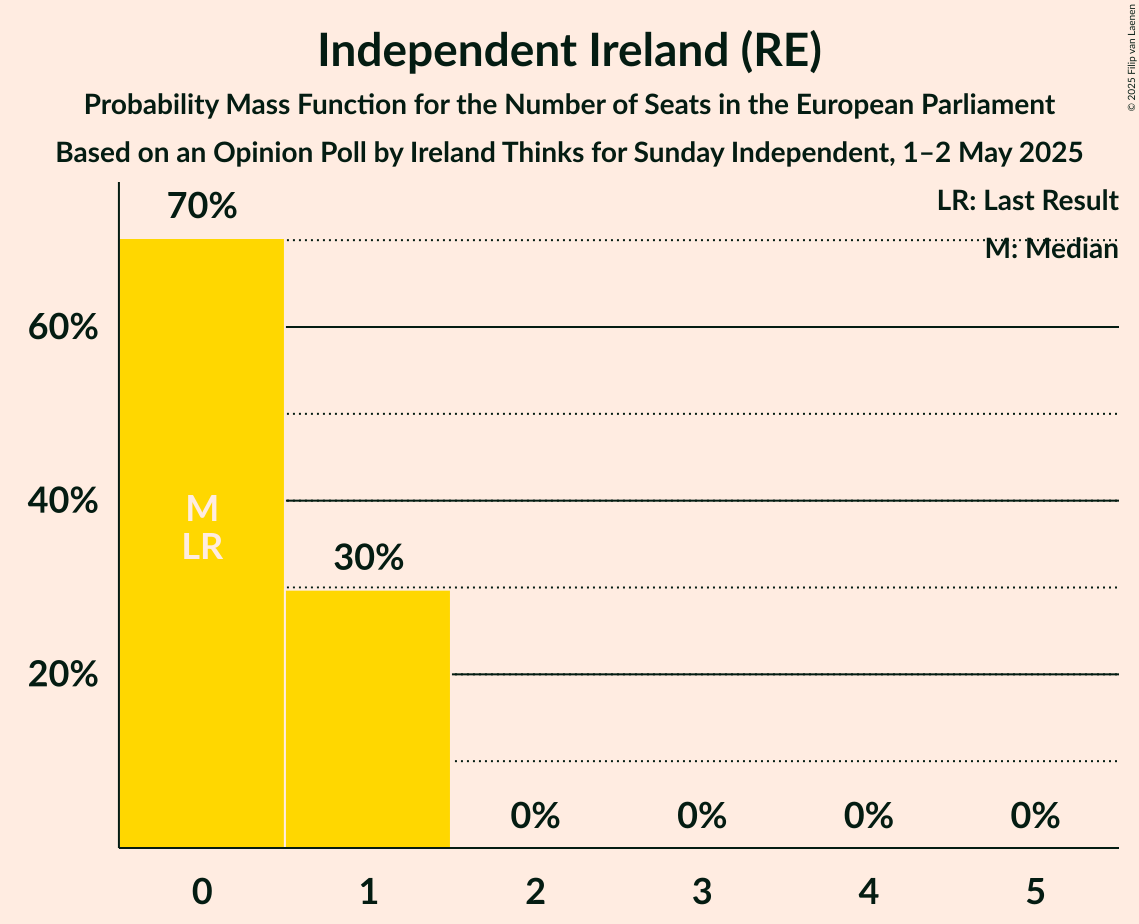 Independent Ireland (RE)
Probability Mass Function for the Number of Seats in the European Parliament
Based on an Opinion Poll by Ireland Thinks for Sunday Independent, 1–2 May 2025
© 2025 Filip van Laenen
LR: Last Result
M: Median
70%
60%
40%
20%
M
LR
30%
0%
0%
0%
0%
0
1
2
3
4
5